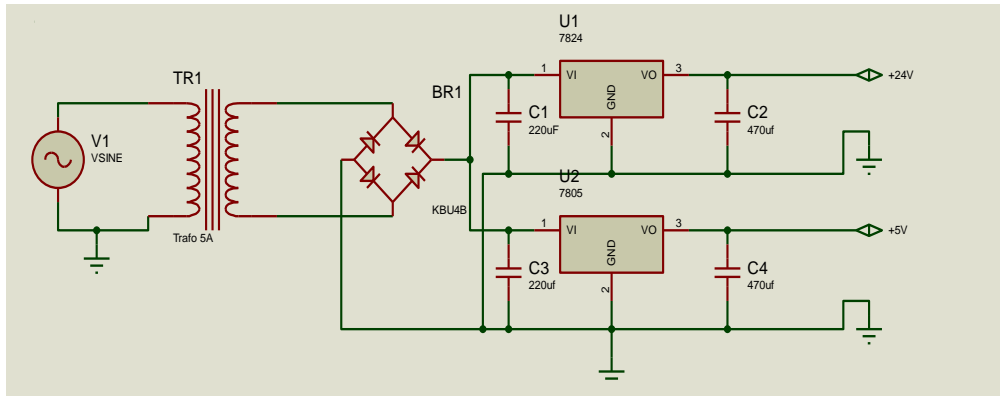 U1
7824
1
VI
VO
3
GND
2
+24V
TR1
BR1
C1
220uF
C2
470uf
V1
VSINE
U2
7805
KBU4B
Trafo 5A
1
VI
VO
3
GND
2
+5V
C3
220uf
C4
470uf